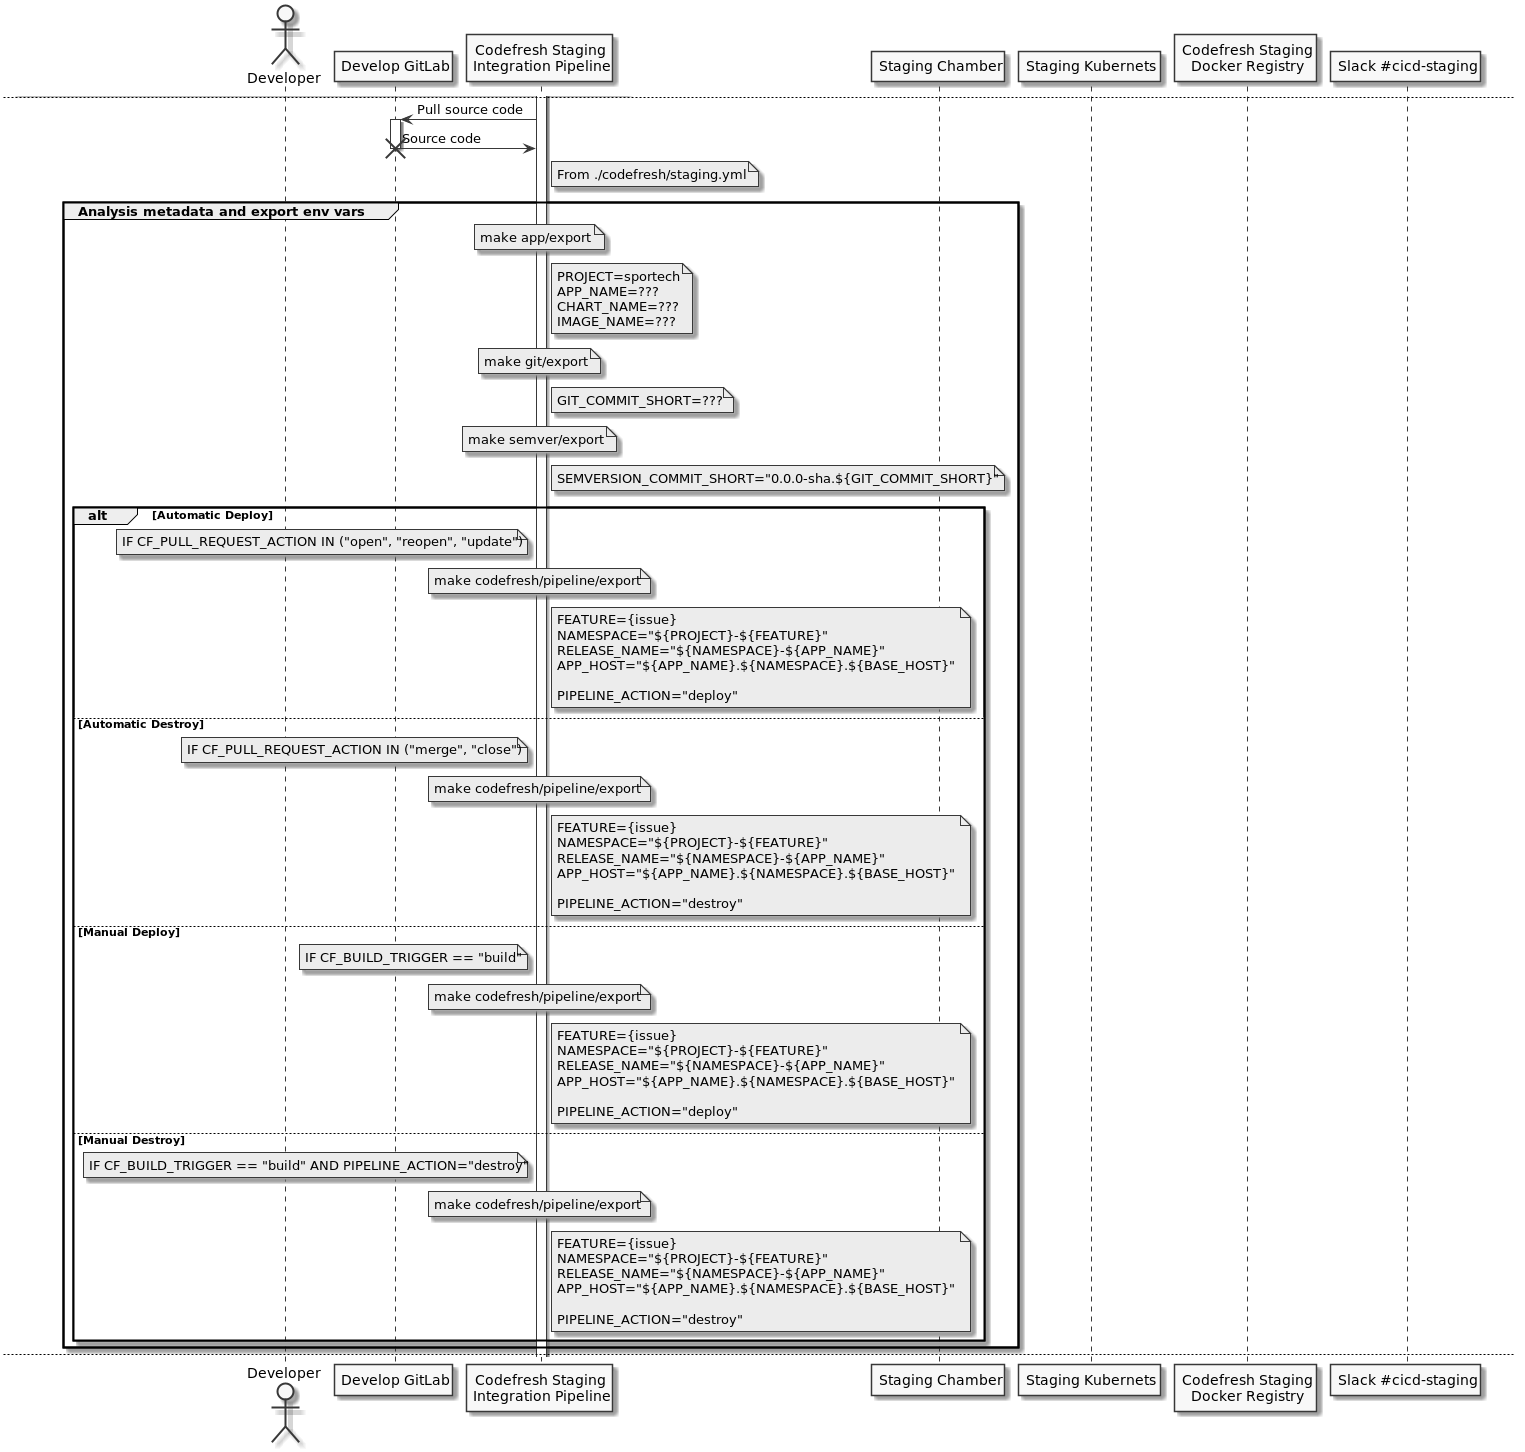 Developer
Develop GitLab
Codefresh Staging
Integration Pipeline
Staging Chamber
Staging Kubernets
Codefresh Staging
Docker Registry
Slack #cicd-staging
Pull source code
Source code
From ./codefresh/staging.yml
Analysis metadata and export env vars
make app/export
PROJECT=sportech
APP_NAME=???
CHART_NAME=???
IMAGE_NAME=???
make git/export
GIT_COMMIT_SHORT=???
make semver/export
SEMVERSION_COMMIT_SHORT="0.0.0-sha.${GIT_COMMIT_SHORT}"
alt [Automatic Deploy]
IF CF_PULL_REQUEST_ACTION IN ("open", "reopen", "update")
make codefresh/pipeline/export
FEATURE={issue}
NAMESPACE="${PROJECT}-${FEATURE}"
RELEASE_NAME="${NAMESPACE}-${APP_NAME}"
APP_HOST="${APP_NAME}.${NAMESPACE}.${BASE_HOST}"
PIPELINE_ACTION="deploy"
[Automatic Destroy]
IF CF_PULL_REQUEST_ACTION IN ("merge", "close")
make codefresh/pipeline/export
FEATURE={issue}
NAMESPACE="${PROJECT}-${FEATURE}"
RELEASE_NAME="${NAMESPACE}-${APP_NAME}"
APP_HOST="${APP_NAME}.${NAMESPACE}.${BASE_HOST}"
PIPELINE_ACTION="destroy"
[Manual Deploy]
IF CF_BUILD_TRIGGER == "build"
make codefresh/pipeline/export
FEATURE={issue}
NAMESPACE="${PROJECT}-${FEATURE}"
RELEASE_NAME="${NAMESPACE}-${APP_NAME}"
APP_HOST="${APP_NAME}.${NAMESPACE}.${BASE_HOST}"
PIPELINE_ACTION="deploy"
[Manual Destroy]
IF CF_BUILD_TRIGGER == "build" AND PIPELINE_ACTION="destroy"
make codefresh/pipeline/export
FEATURE={issue}
NAMESPACE="${PROJECT}-${FEATURE}"
RELEASE_NAME="${NAMESPACE}-${APP_NAME}"
APP_HOST="${APP_NAME}.${NAMESPACE}.${BASE_HOST}"
PIPELINE_ACTION="destroy"
Developer
Develop GitLab
Codefresh Staging
Integration Pipeline
Staging Chamber
Staging Kubernets
Codefresh Staging
Docker Registry
Slack #cicd-staging